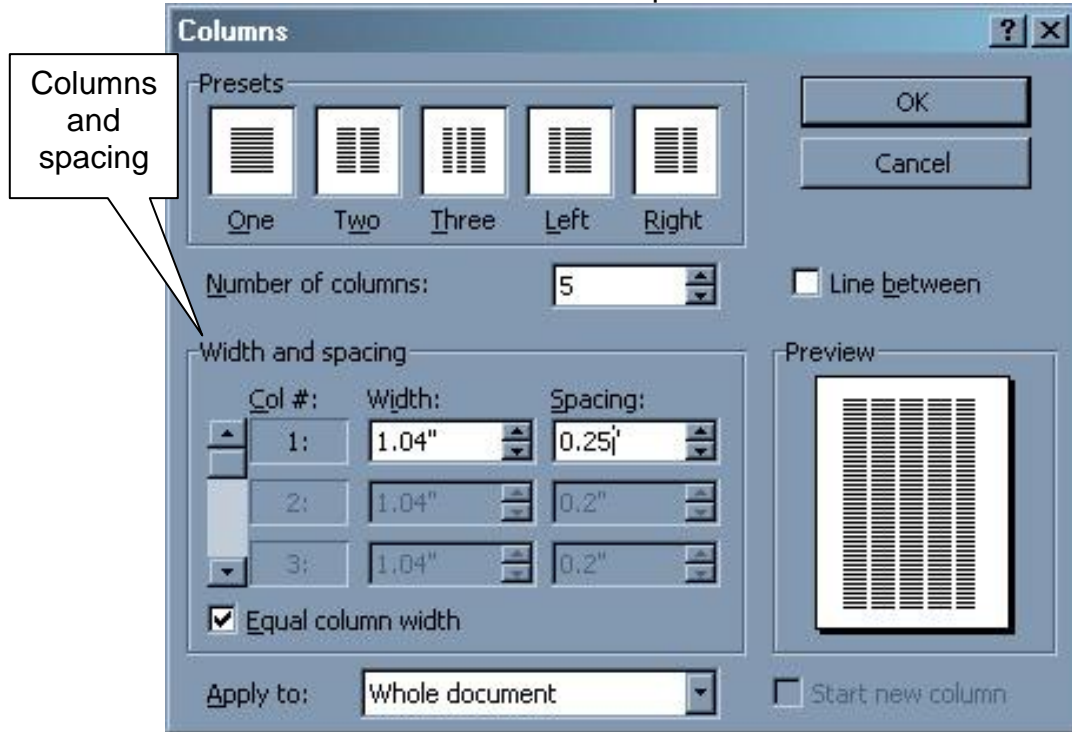 Columns
Columns
and
spacing
Presets
One Two Three Left Right
OK
Cancel
Number of columns: 5
Line between
Width and spacing
Col #: Width: Spacing:
1: 1.04" 0.25"
2: 1.04" 0.2"
3: 1.04" 0.2"
Equal column width
Preview
Apply to: Whole document
Start new column